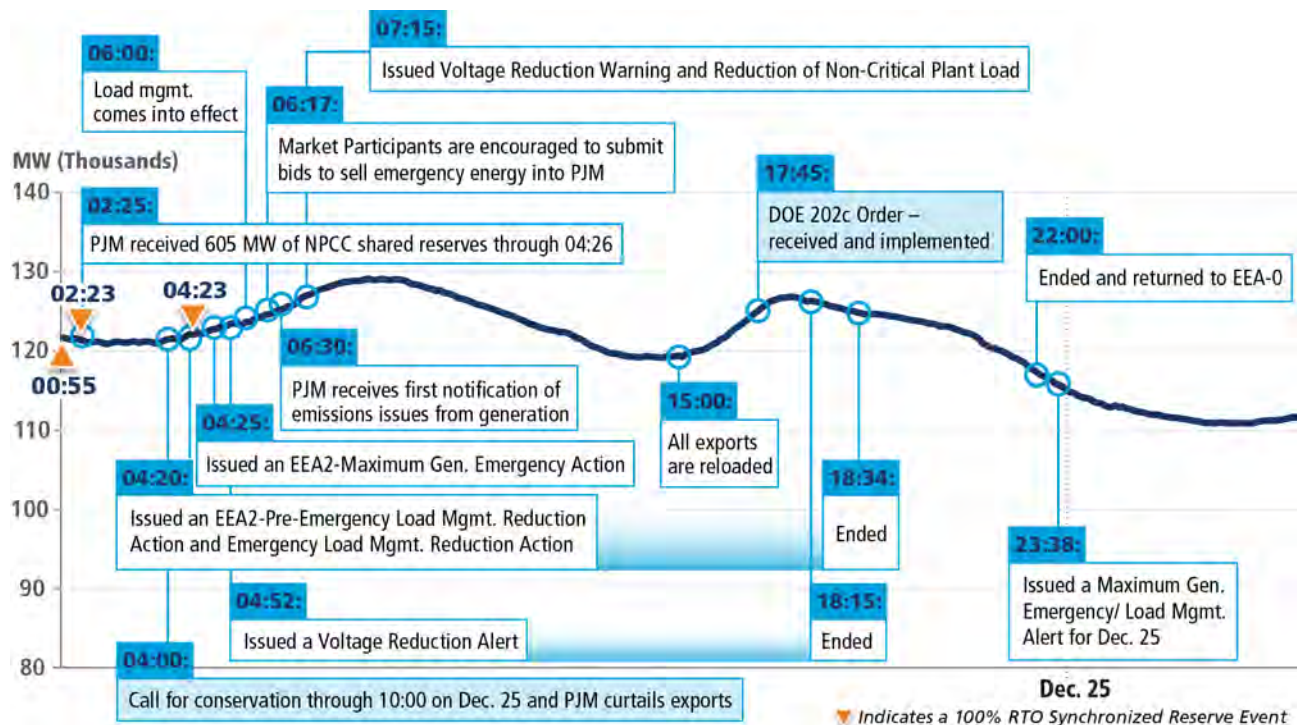 07:15:
Issued Voltage Reduction Warning and Reduction of Non-Critical Plant Load
06:00:
Load mgmt.
comes into effect
06:17:
Market Participants are encouraged to submit
bids to sell emergency energy into PJM
MW (Thousands)
140
130
120
110
100
90
80
02:25:
PJM received 605 MW of NPCC shared reserves through 04:26
17:45:
DOE 202c Order –
received and implemented
22:00:
Ended and returned to EEA-0
02:23
04:23
00:55
06:30:
PJM receives first notification of
emissions issues from generation
15:00:
All exports
are reloaded
04:25:
Issued an EEA2-Maximum Gen. Emergency Action
04:20:
Issued an EEA2-Pre-Emergency Load Mgmt. Reduction
Action and Emergency Load Mgmt. Reduction Action
18:34:
Ended
23:38:
Issued a Maximum Gen.
Emergency/ Load Mgmt.
Alert for Dec. 25
04:52:
Issued a Voltage Reduction Alert
18:15:
Ended
04:00:
Call for conservation through 10:00 on Dec. 25 and PJM curtails exports
Dec. 25
Indicates a 100% RTO Synchronized Reserve Event